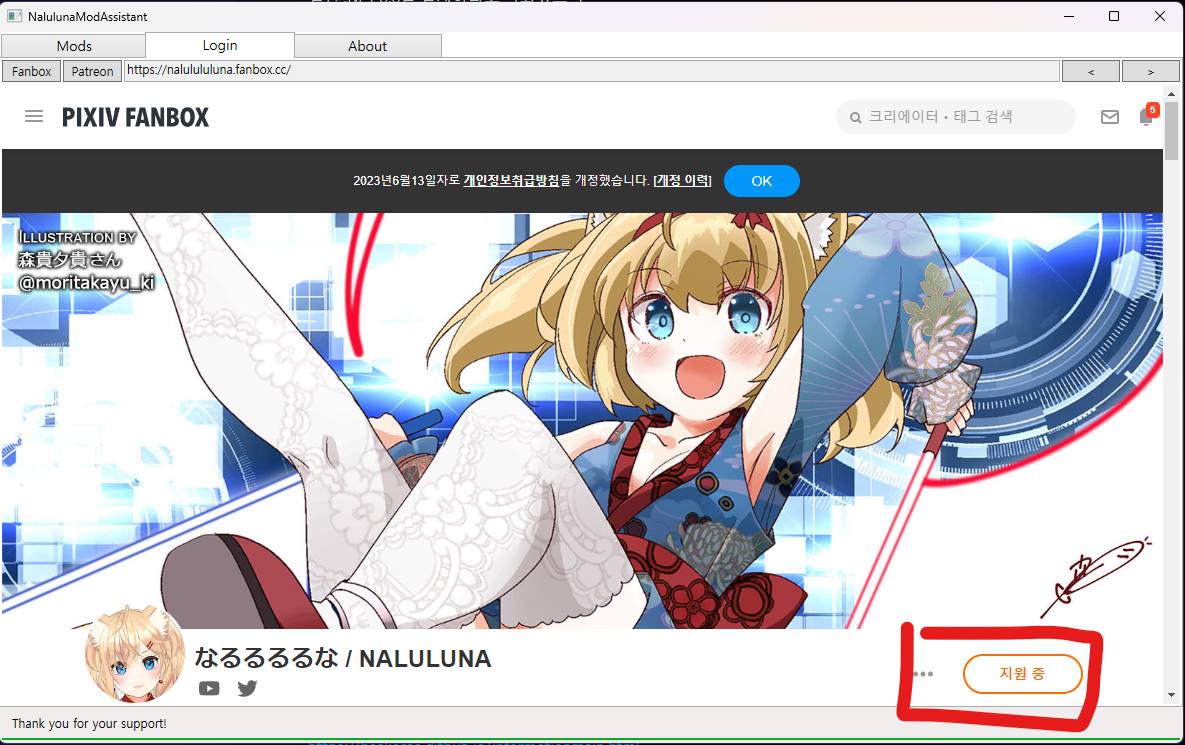 NalulunaModAssistant
Mods Login About
Fanbox Patreon https://nalulululuna.fanbox.cc/ < >
PIXIV FANBOX 크리에이터・태그 검색 5
2023년6월13일자로 개인정보취급방침을 개정했습니다. [개정 이력] OK
ILLUSTRATION BY
森貴夕貴 さん
@moritakayu_ki
なるるるるな / NALULUNA
지원 중
Thank you for your support!